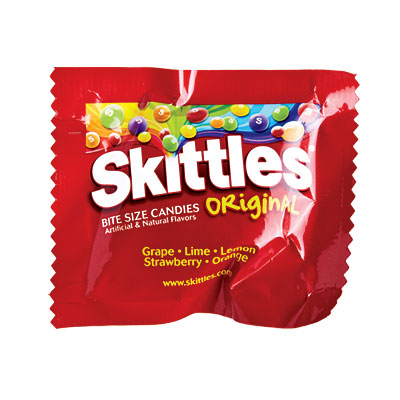 Skittles
ORiginAL
BITE SIZE CANDIES
Artificial & Natural Flavors
Grape • Lime • Lemon
Strawberry • Orange
www.skittles.com